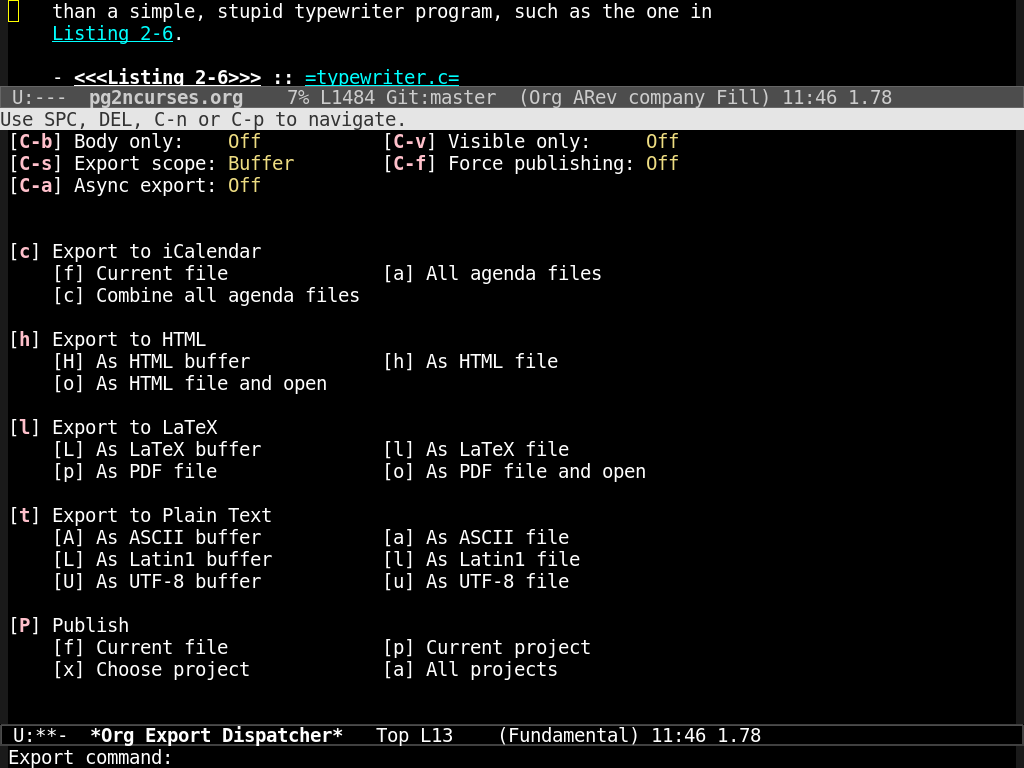 than a simple, stupid typewriter program, such as the one in
Listing 2-6.
- <<<Listing 2-6>>> :: =typewriter.c=
U:--- pg2ncurses.org 7% L1484 Git:master (Org ARev company Fill) 11:46 1.78
Use SPC, DEL, C-n or C-p to navigate.
[C-b] Body only: Off [C-v] Visible only: Off
[C-s] Export scope: Buffer [C-f] Force publishing: Off
[C-a] Async export: Off
[c] Export to iCalendar
[f] Current file [a] All agenda files
[c] Combine all agenda files
[h] Export to HTML
[H] As HTML buffer [h] As HTML file
[o] As HTML file and open
[l] Export to LaTeX
[L] As LaTeX buffer [l] As LaTeX file
[p] As PDF file [o] As PDF file and open
[t] Export to Plain Text
[A] As ASCII buffer [a] As ASCII file
[L] As Latin1 buffer [l] As Latin1 file
[U] As UTF-8 buffer [u] As UTF-8 file
[P] Publish
[f] Current file [p] Current project
[x] Choose project [a] All projects
U:**- *Org Export Dispatcher* Top L13 (Fundamental) 11:46 1.78
Export command: